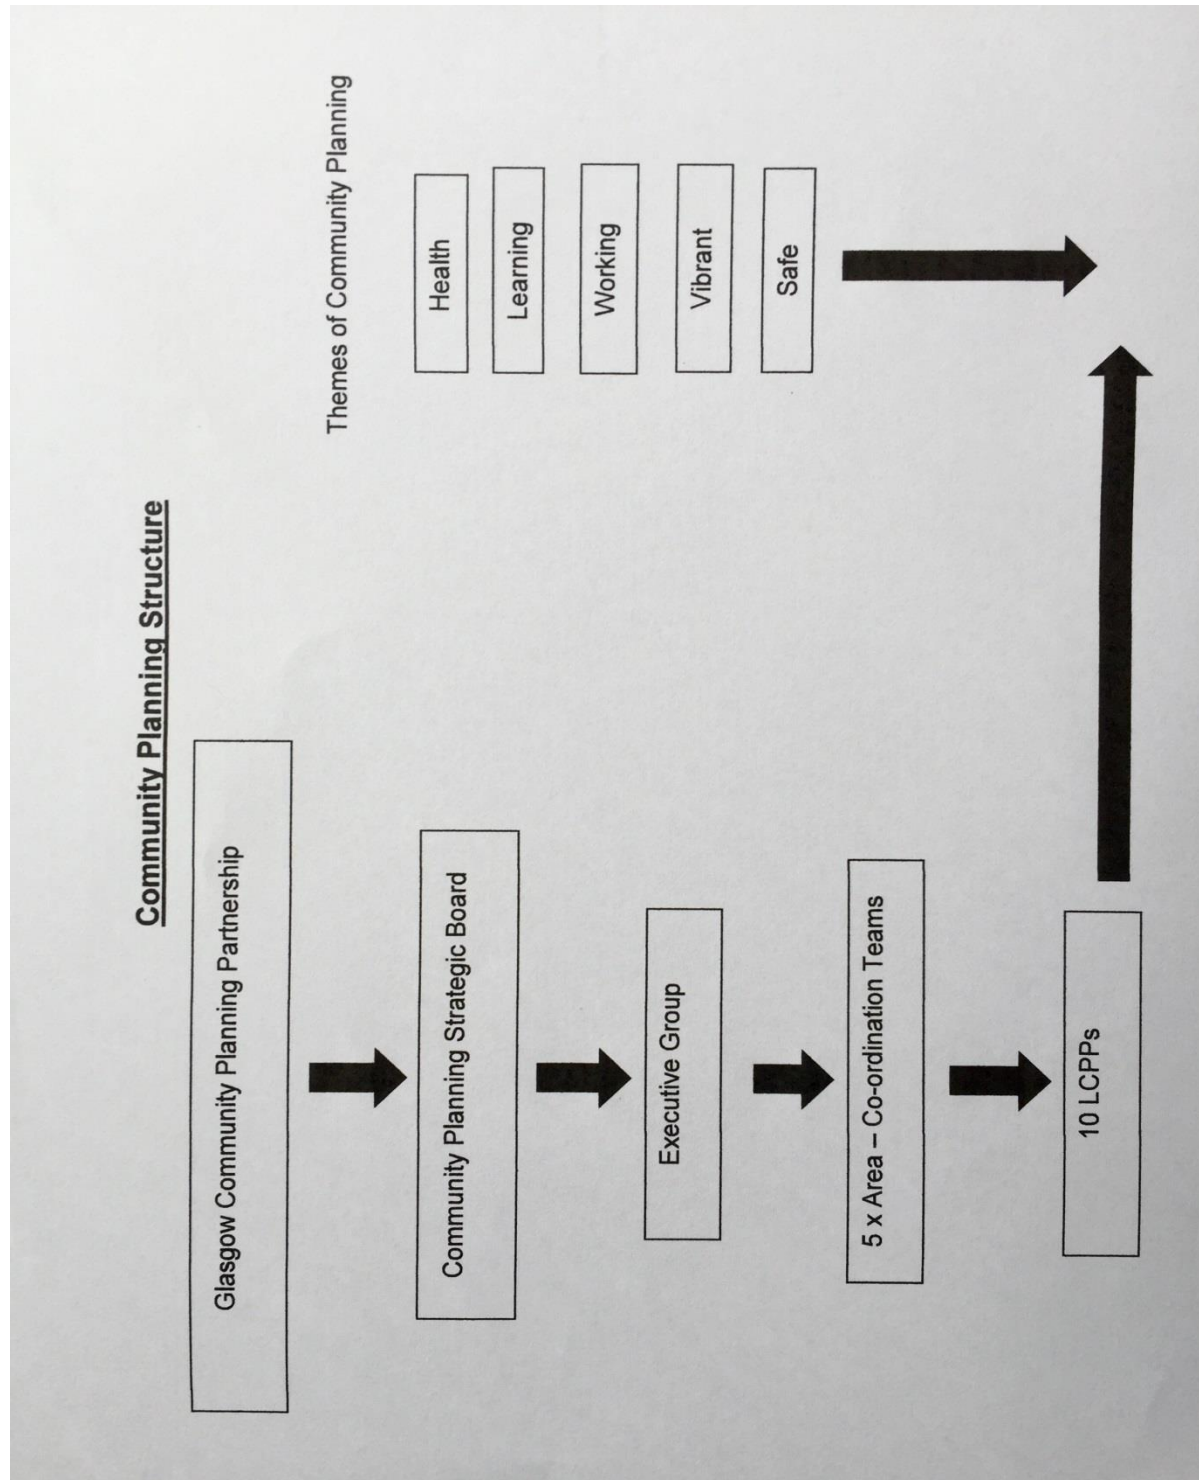 Community Planning Structure
Glasgow Community Planning Partnership
Community Planning Strategic Board
Executive Group
5 x Area – Co-ordination Teams
10 LCPPs
Themes of Community Planning
Health
Learning
Working
Vibrant
Safe